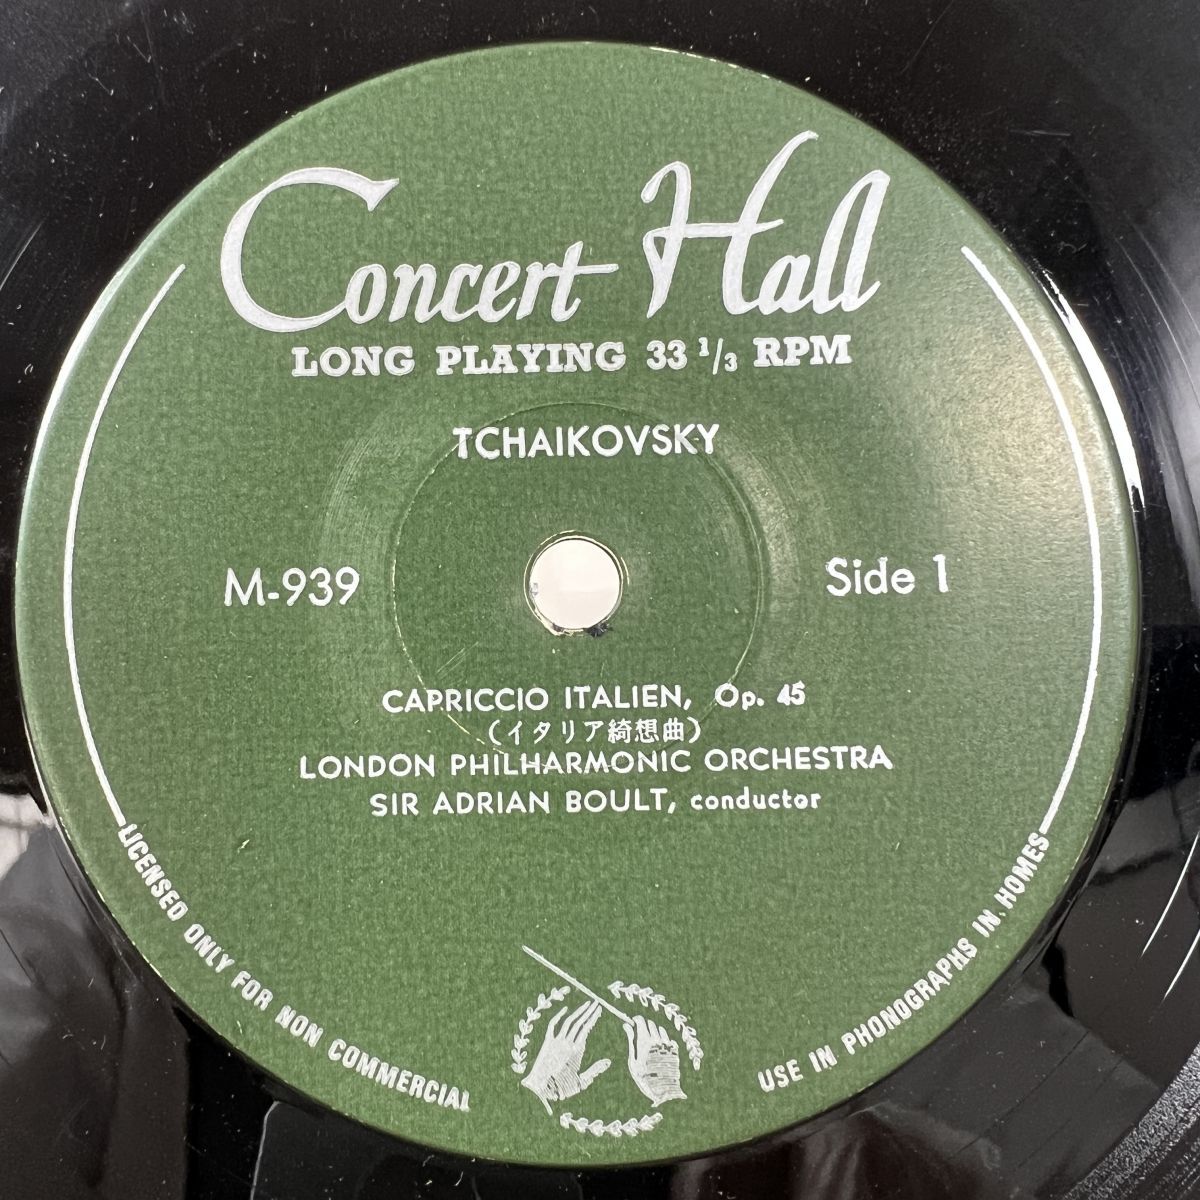 Concert Hall
LONG PLAYING 33 1/3 RPM
TCHAIKOVSKY
M-939
Side 1
CAPRICCIO ITALIEN, Op. 45
(イタリア綺想曲)
LONDON PHILHARMONIC ORCHESTRA
SIR ADRIAN BOULT, conductor
LICENSED ONLY FOR NON COMMERCIAL
USE IN PHONOGRAPHS IN HOMES